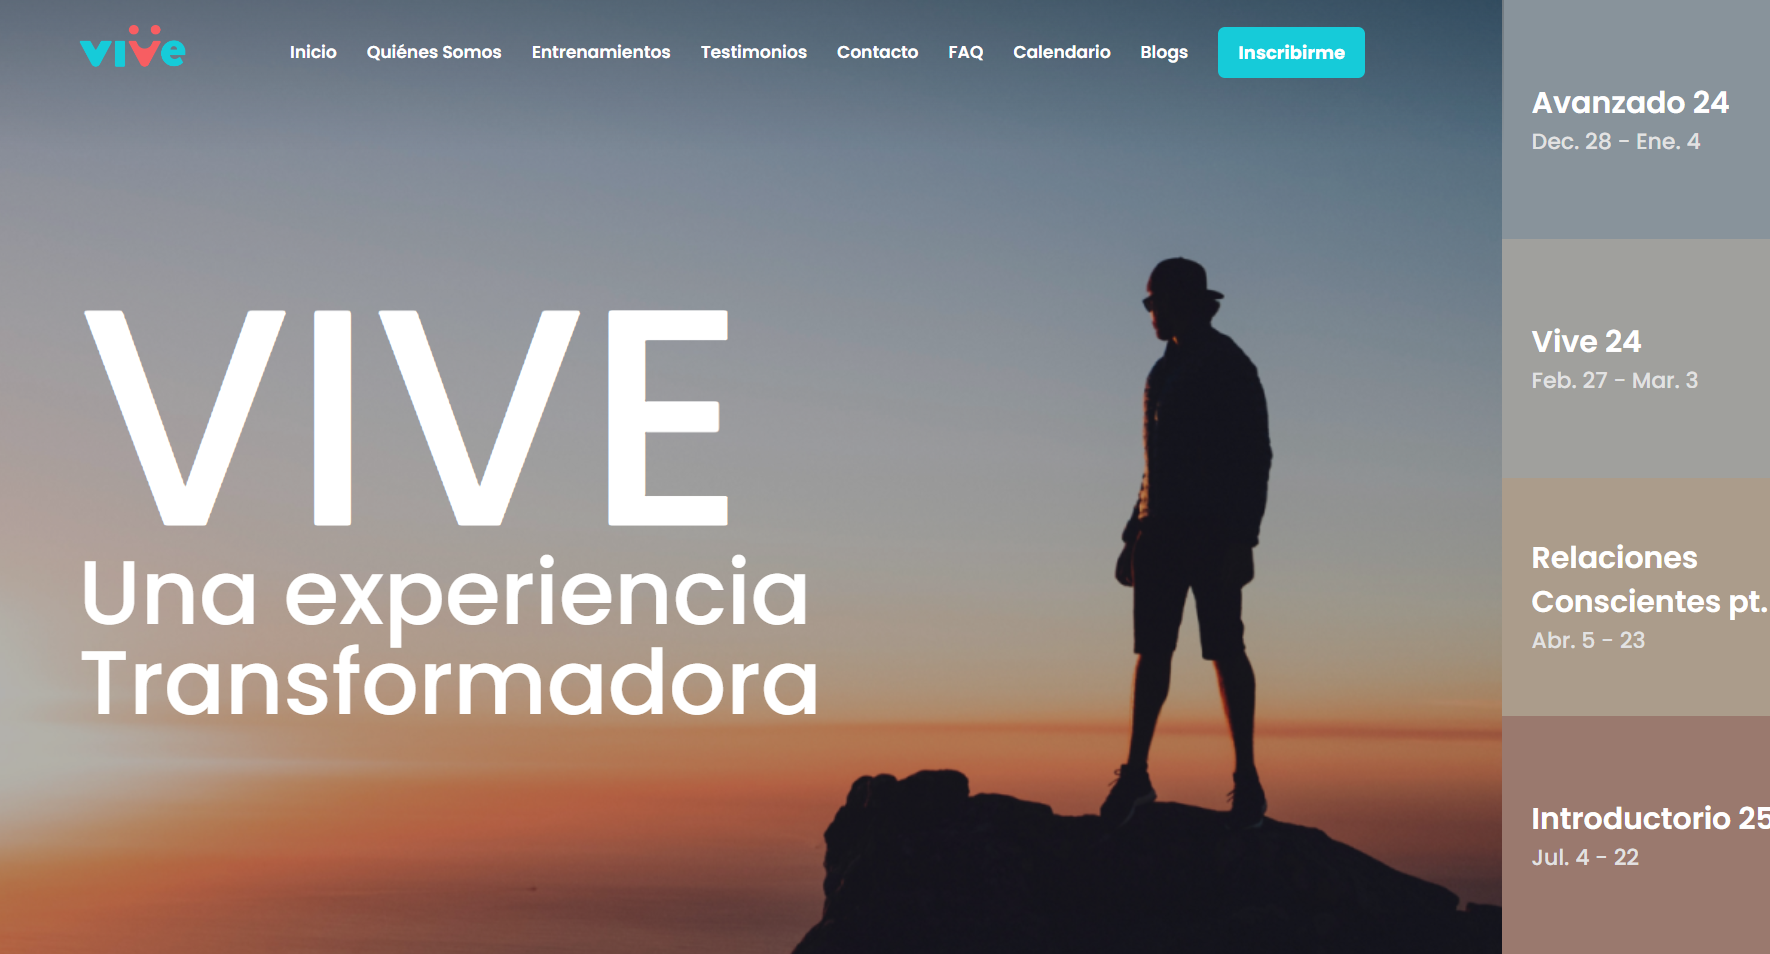 vive
Inicio Quiénes Somos Entrenamientos Testimonios Contacto FAQ Calendario Blogs Inscribirme
VIVE
Una experiencia
Transformadora
Avanzado 24
Dec. 28 - Ene. 4
Vive 24
Feb. 27 - Mar. 3
Relaciones
Conscientes pt.
Abr. 5 - 23
Introductorio 25
Jul. 4 - 22